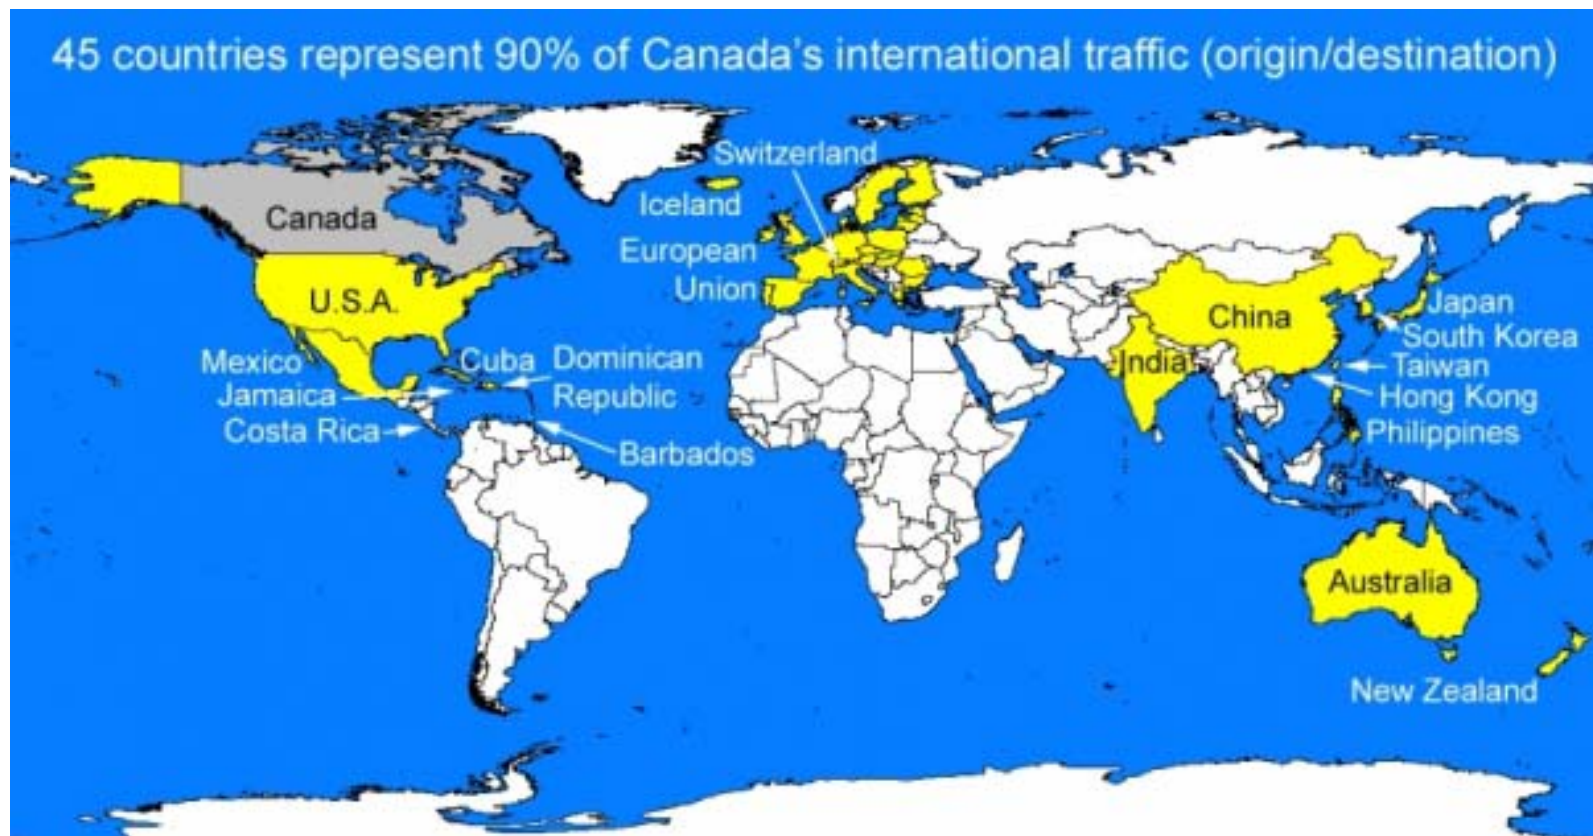 45 countries represent 90% of Canada's international traffic (origin/destination)
Switzerland
Iceland
Canada
European
Union
U.S.A.
China
Japan
South Korea
Mexico
Cuba
Dominican
Republic
India
Taiwan
Jamaica
Hong Kong
Costa Rica
Barbados
Philippines
Australia
New Zealand